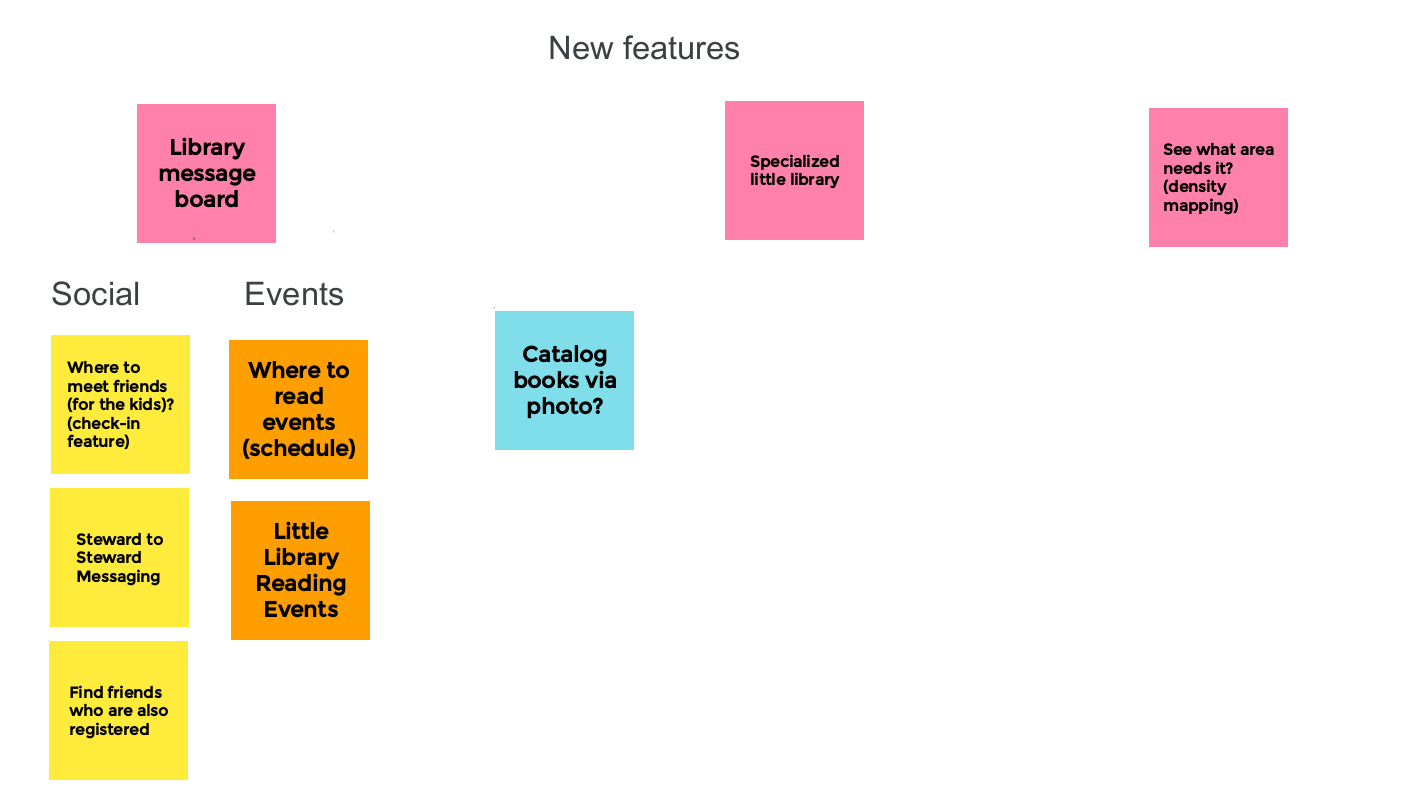 New features
Library
message
board
Specialized
little library
See what area
needs it?
(density
mapping)
Social
Events
Where to
meet friends
(for the kids)?
(check-in
feature)
Where to
read
events
(schedule)
Catalog
books via
photo?
Steward to
Steward
Messaging
Little
Library
Reading
Events
Find friends
who are also
registered